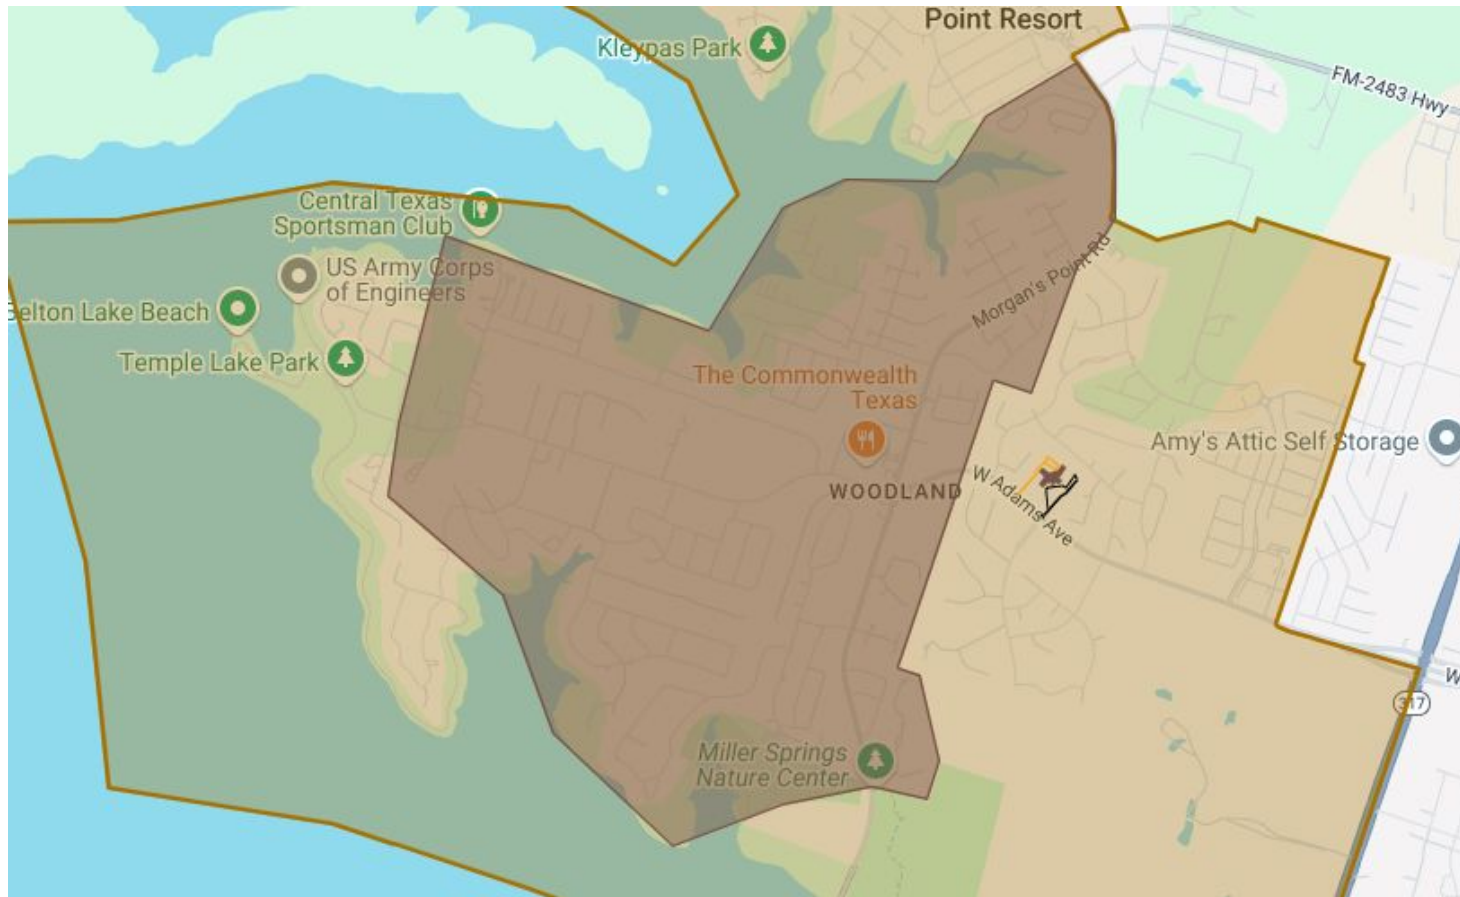 Point Resort
Kleypas Park
FM-2483 Hwy
Central Texas
Sportsman Club
US Army Corps
of Engineers
Belton Lake Beach
Temple Lake Park
Morgan's Point Rd
The Commonwealth
Texas
Amy's Attic Self Storage
WOODLAND
W Adams Ave
W
317
Miller Springs
Nature Center